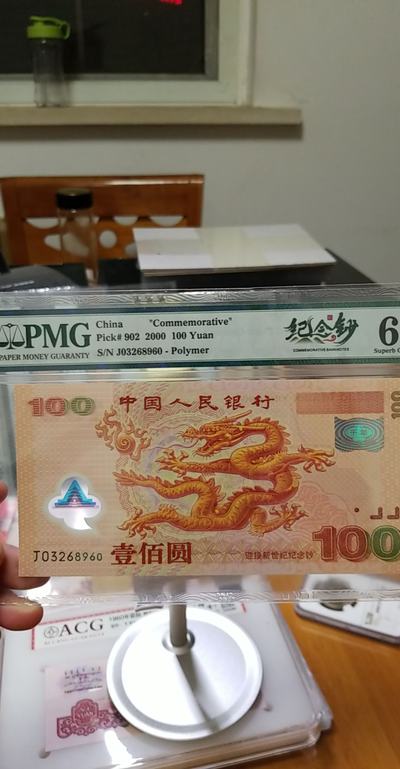 PMG
PAPER MONEY GUARANTY
China "Commemorative"
Pick# 902 2000 100 Yuan
S/N J03268960 - Polymer
纪念钞
COMMEMORATIVE BANKNOTES
6
Superb
100
中国人民银行
100
J03268960
壹佰圆
迎接新世纪纪念钞
100
ACG